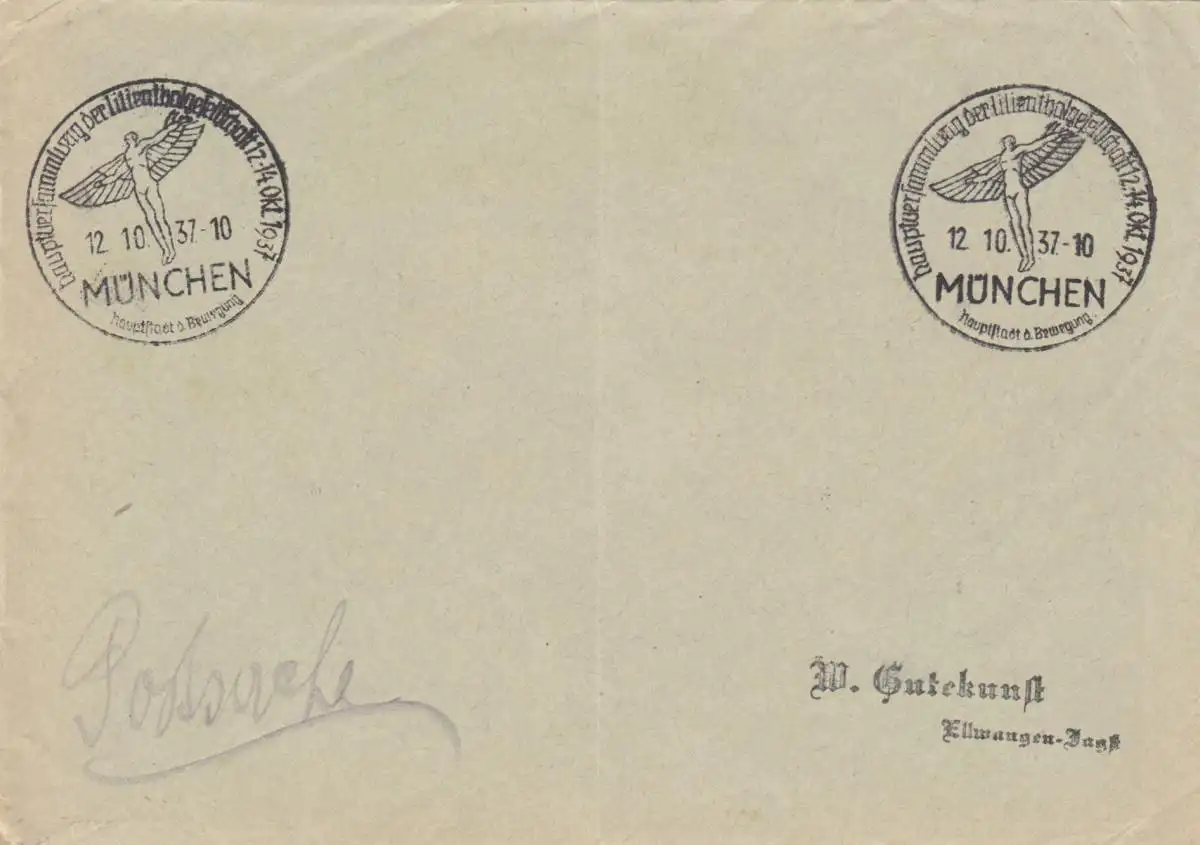 Hauptversammlung der Lilienthalgesellschaft 12.-14. Okt. 1937
12. 10. 37.-10
MÜNCHEN
Hauptstadt d. Bewegung
Hauptversammlung der Lilienthalgesellschaft 12.-14. Okt. 1937
12. 10. 37.-10
MÜNCHEN
Hauptstadt d. Bewegung
Postsache
W. Gutekunst
Ellwangen-Jagst